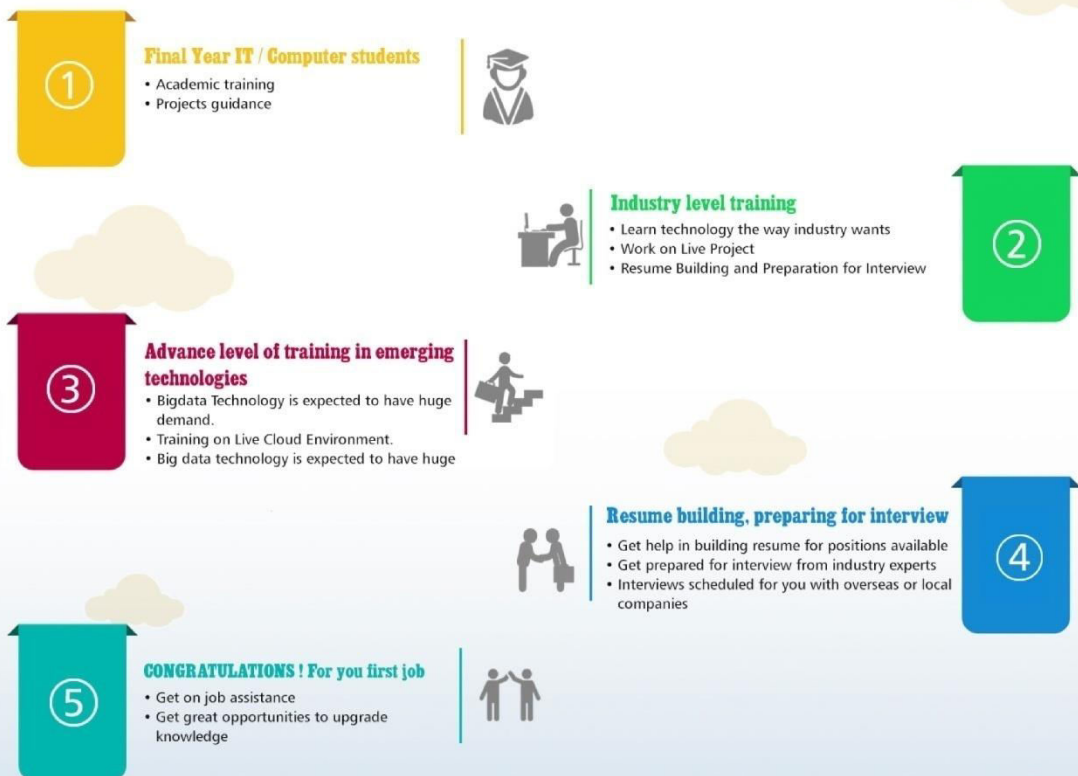 1
Final Year IT / Computer students
• Academic training
• Projects guidance
2
Industry level training
• Learn technology the way industry wants
• Work on Live Project
• Resume Building and Preparation for Interview
3
Advance level of training in emerging
technologies
• Bigdata Technology is expected to have huge
demand.
• Training on Live Cloud Environment.
• Big data technology is expected to have huge
4
Resume building, preparing for interview
• Get help in building resume for positions available
• Get prepared for interview from industry experts
• Interviews scheduled for you with overseas or local
companies
5
CONGRATULATIONS ! For you first job
• Get on job assistance
• Get great opportunities to upgrade
knowledge